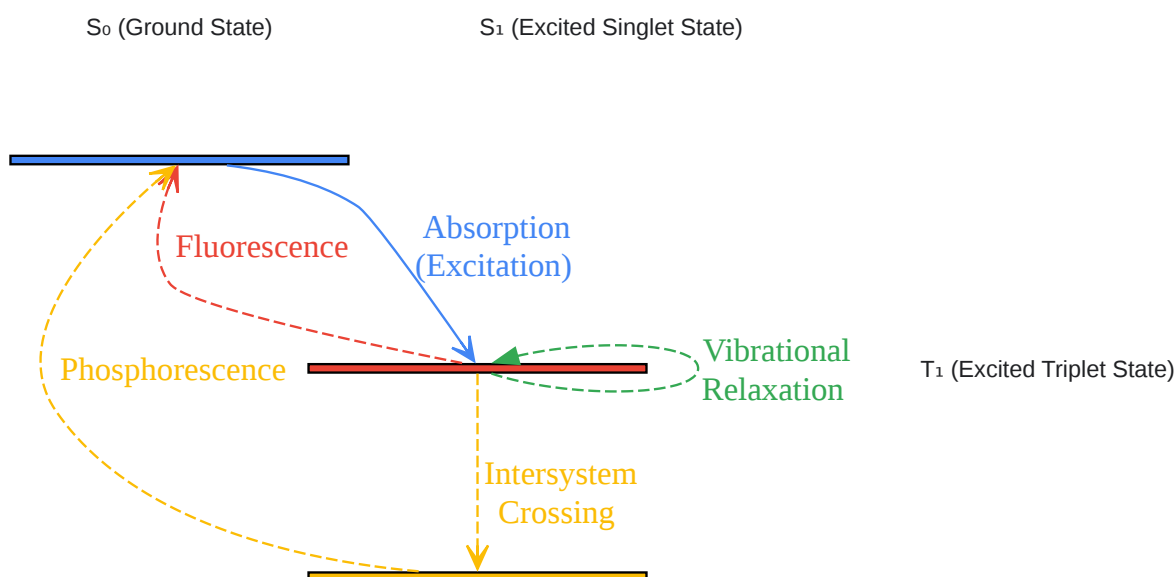 S₀ (Ground State)
S₁ (Excited Singlet State)
Absorption
(Excitation)
Fluorescence
Vibrational
Relaxation
Phosphorescence
T₁ (Excited Triplet State)
Intersystem
Crossing